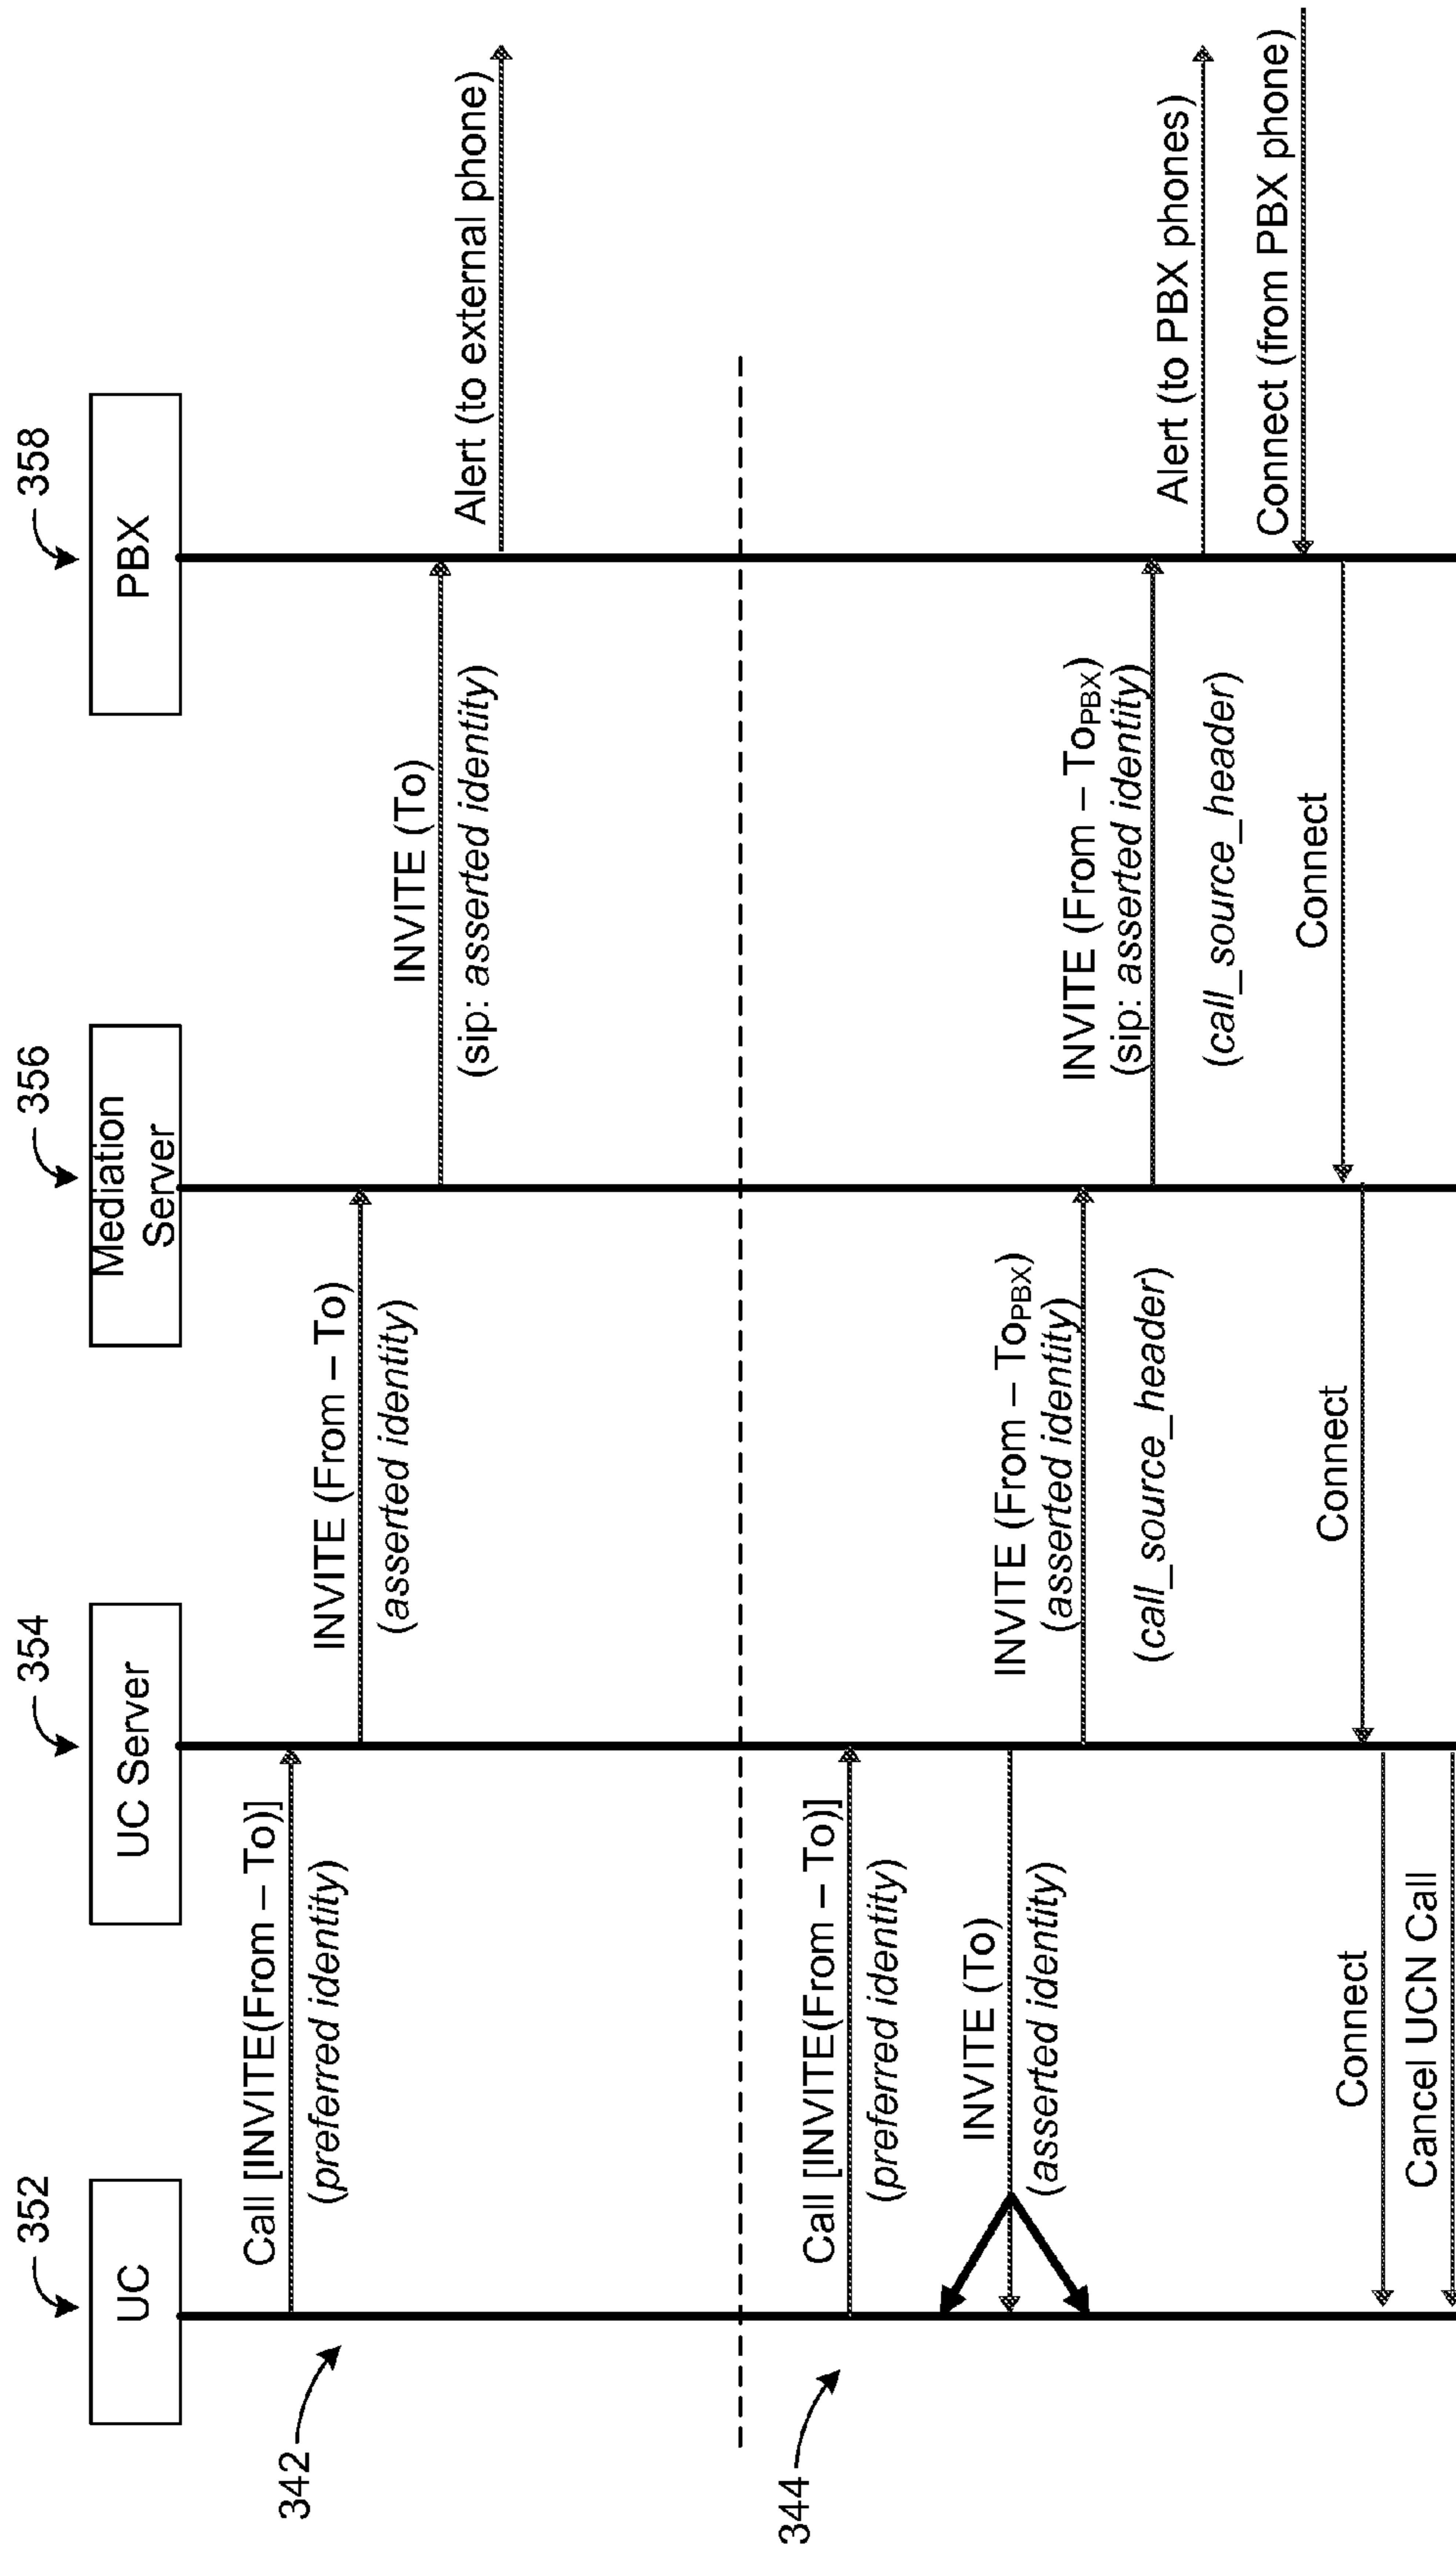 352
354
356
358
UC
UC Server
Mediation
Server
PBX
342
Call [INVITE(From – To)]
(preferred identity)
INVITE (From – To)
(asserted identity)
INVITE (To)
(sip: asserted identity)
Alert (to external phone)
344
Call [INVITE(From – To)]
(preferred identity)
INVITE (To)
(asserted identity)
INVITE (From – ToPBX)
(asserted identity)
(call_source_header)
INVITE (From – ToPBX)
(sip: asserted identity)
(call_source_header)
Alert (to PBX phones)
Connect (from PBX phone)
Connect
Connect
Connect
Cancel UCN Call